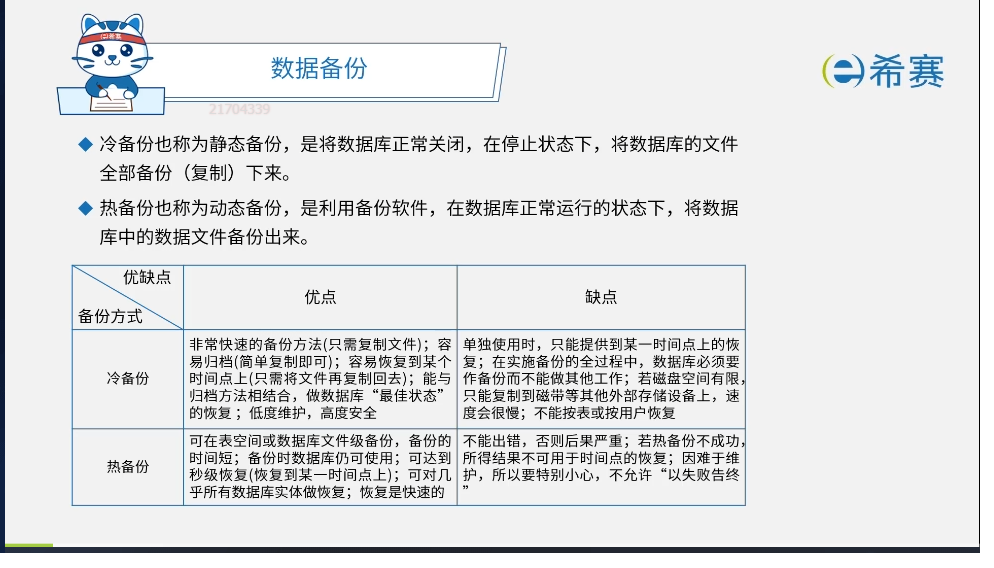 数据备份
希赛
21704339
冷备份也称为静态备份，是将数据库正常关闭，在停止状态下，将数据库的文件
全部备份（复制）下来。
热备份也称为动态备份，是利用备份软件，在数据库正常运行的状态下，将数据
库中的数据文件备份出来。
优缺点
备份方式
优点
缺点
冷备份
非常快速的备份方法(只需复制文件)；容
易归档(简单复制即可)；容易恢复到某个
时间点上(只需将文件再复制回去)；能与
归档方法相结合，做数据库“最佳状态”
的恢复；低度维护，高度安全
单独使用时，只能提供到某一时间点上的恢
复；在实施备份的全过程中，数据库必须要
作备份而不能做其他工作；若磁盘空间有限，
只能复制到磁带等其他外部存储设备上，速
度会很慢；不能按表或按用户恢复
热备份
可在表空间或数据库文件级备份，备份的
时间短；备份时数据库仍可使用；可达到
秒级恢复(恢复到某一时间点上)；可对几
乎所有数据库实体做恢复；恢复是快速的
不能出错，否则后果严重；若热备份不成功，
所得结果不可用于时间点的恢复；因难于维
护，所以要特别小心，不允许“以失败告终
”